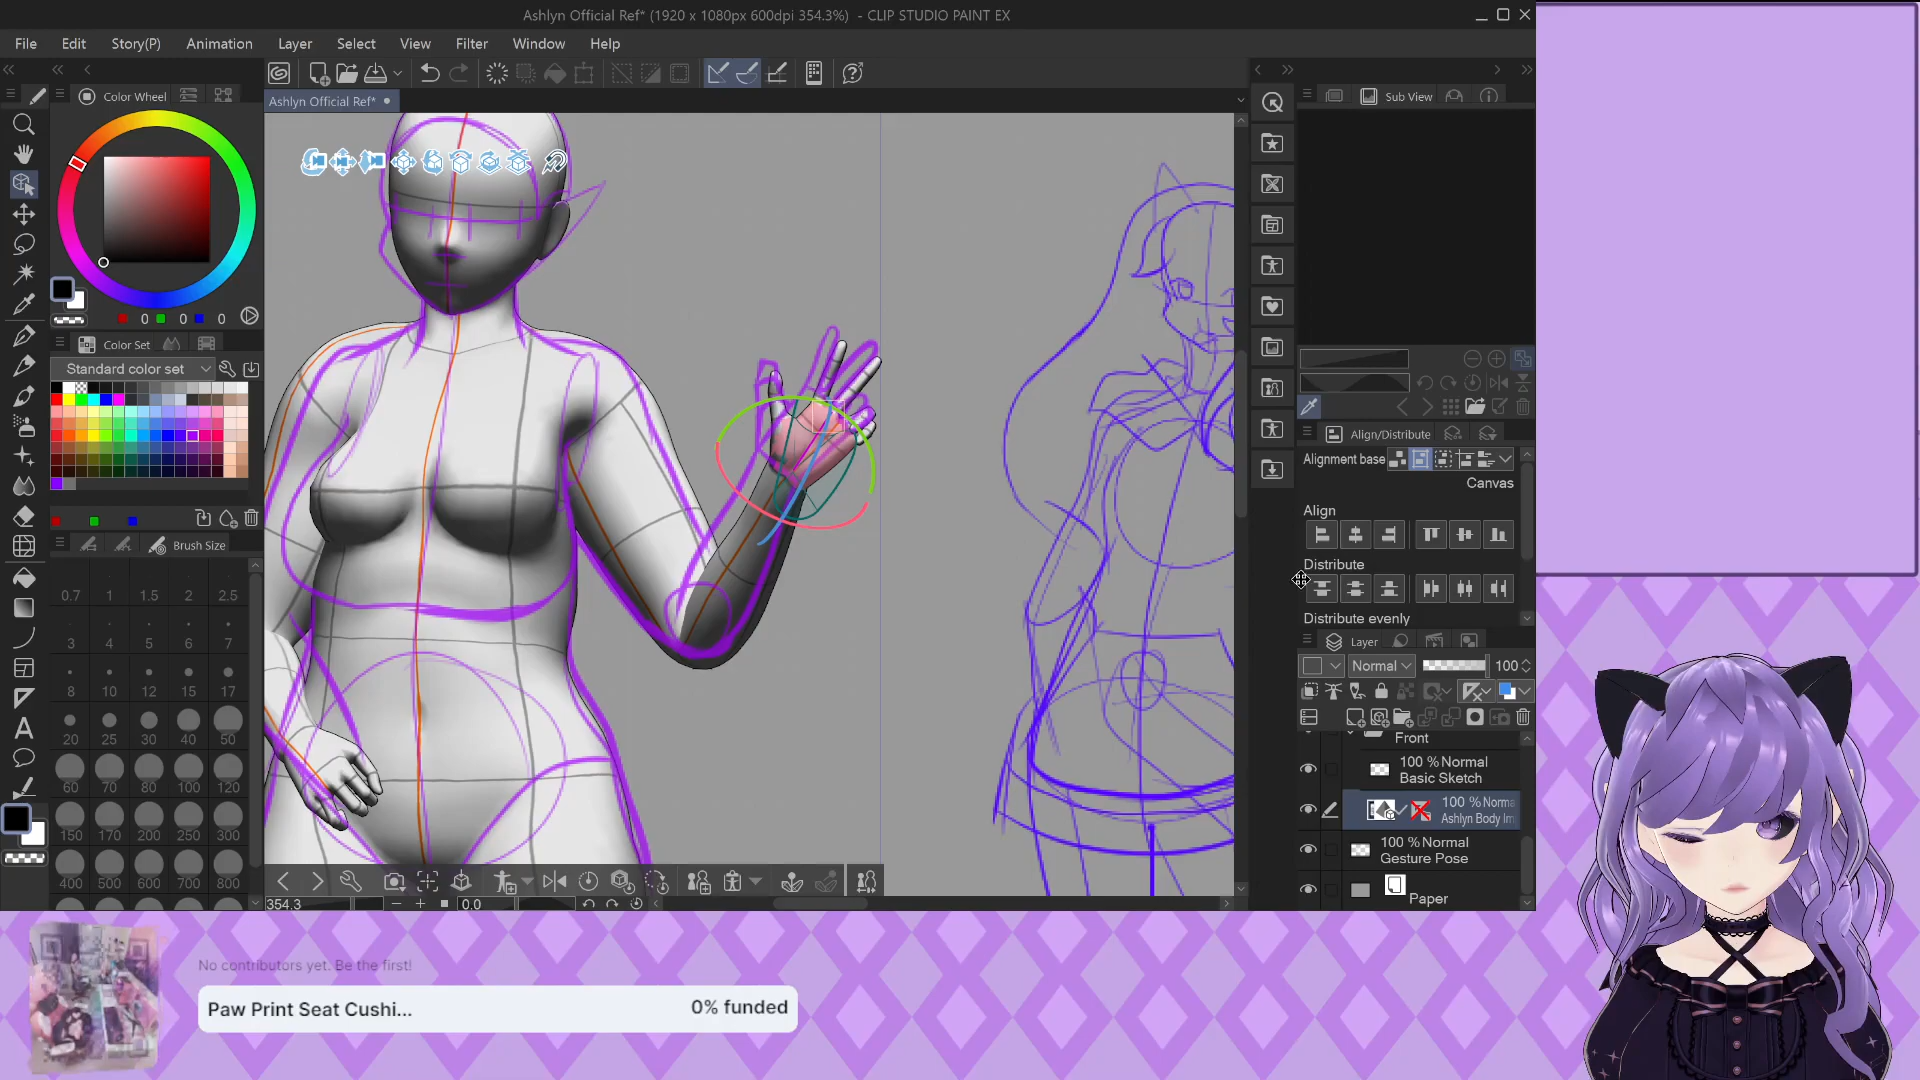 Ashlyn Official Ref* (1920 x 1080px 600dpi 354.3%) - CLIP STUDIO PAINT EX
File Edit Story(P) Animation Layer Select View Filter Window Help
Color Wheel
Ashlyn Official Ref*
Sub View
0 0 0
Color Set
Standard color set
Align/Distribute
Alignment base
Canvas
Align
Distribute
Distribute evenly
Brush Size
0.7 1 1.5 2 2.5
3 4 5 6 7
8 10 12 15 17
20 25 30 40 50
60 70 80 100 120
150 170 200 250 300
400 500 600 700 800
Layer
Normal 100
Front
100 % Normal
Basic Sketch
100 % Norma
Ashlyn Body Im
100 % Normal
Gesture Pose
Paper
354.3 0.0
No contributors yet. Be the first!
Paw Print Seat Cushi... 0% funded